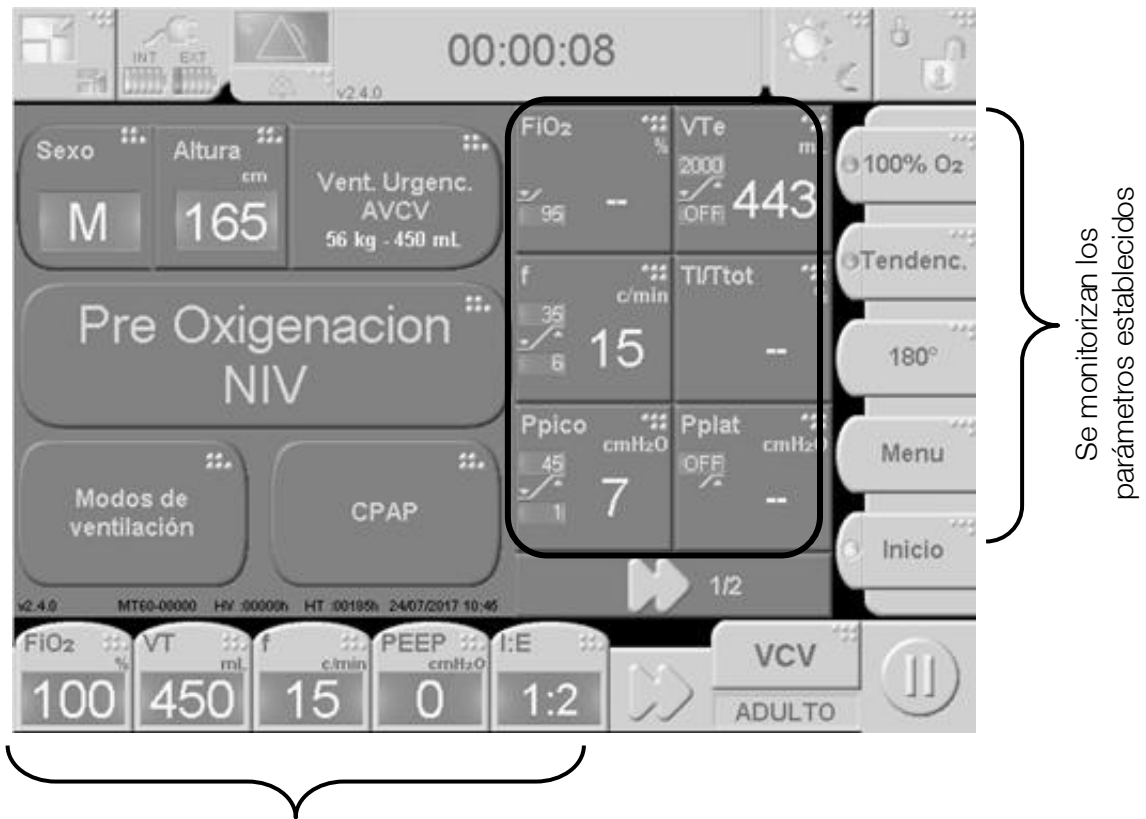 INT EXT
v2.4.0
00:00:08
Sexo
M
Altura
cm
165
Vent. Urgenc.
AVCV
56 kg - 450 mL
Pre Oxigenacion
NIV
Modos de
ventilación
CPAP
v2.4.0 MT60-00000 HV :00000h HT :00185h 24/07/2017 10:46
FiO2
%
95
--
VTe
mL
2000
OFF
443
f
c/min
35
6
15
TI/Ttot
%
--
Ppico
cmH2O
45
1
7
Pplat
cmH2O
OFF
--
1/2
100% O2
Tendenc.
180°
Menu
Inicio
Se monitorizan los
parámetros establecidos
FiO2
%
100
VT
mL
450
f
c/min
15
PEEP
cmH2O
0
I:E
1:2
VCV
ADULTO